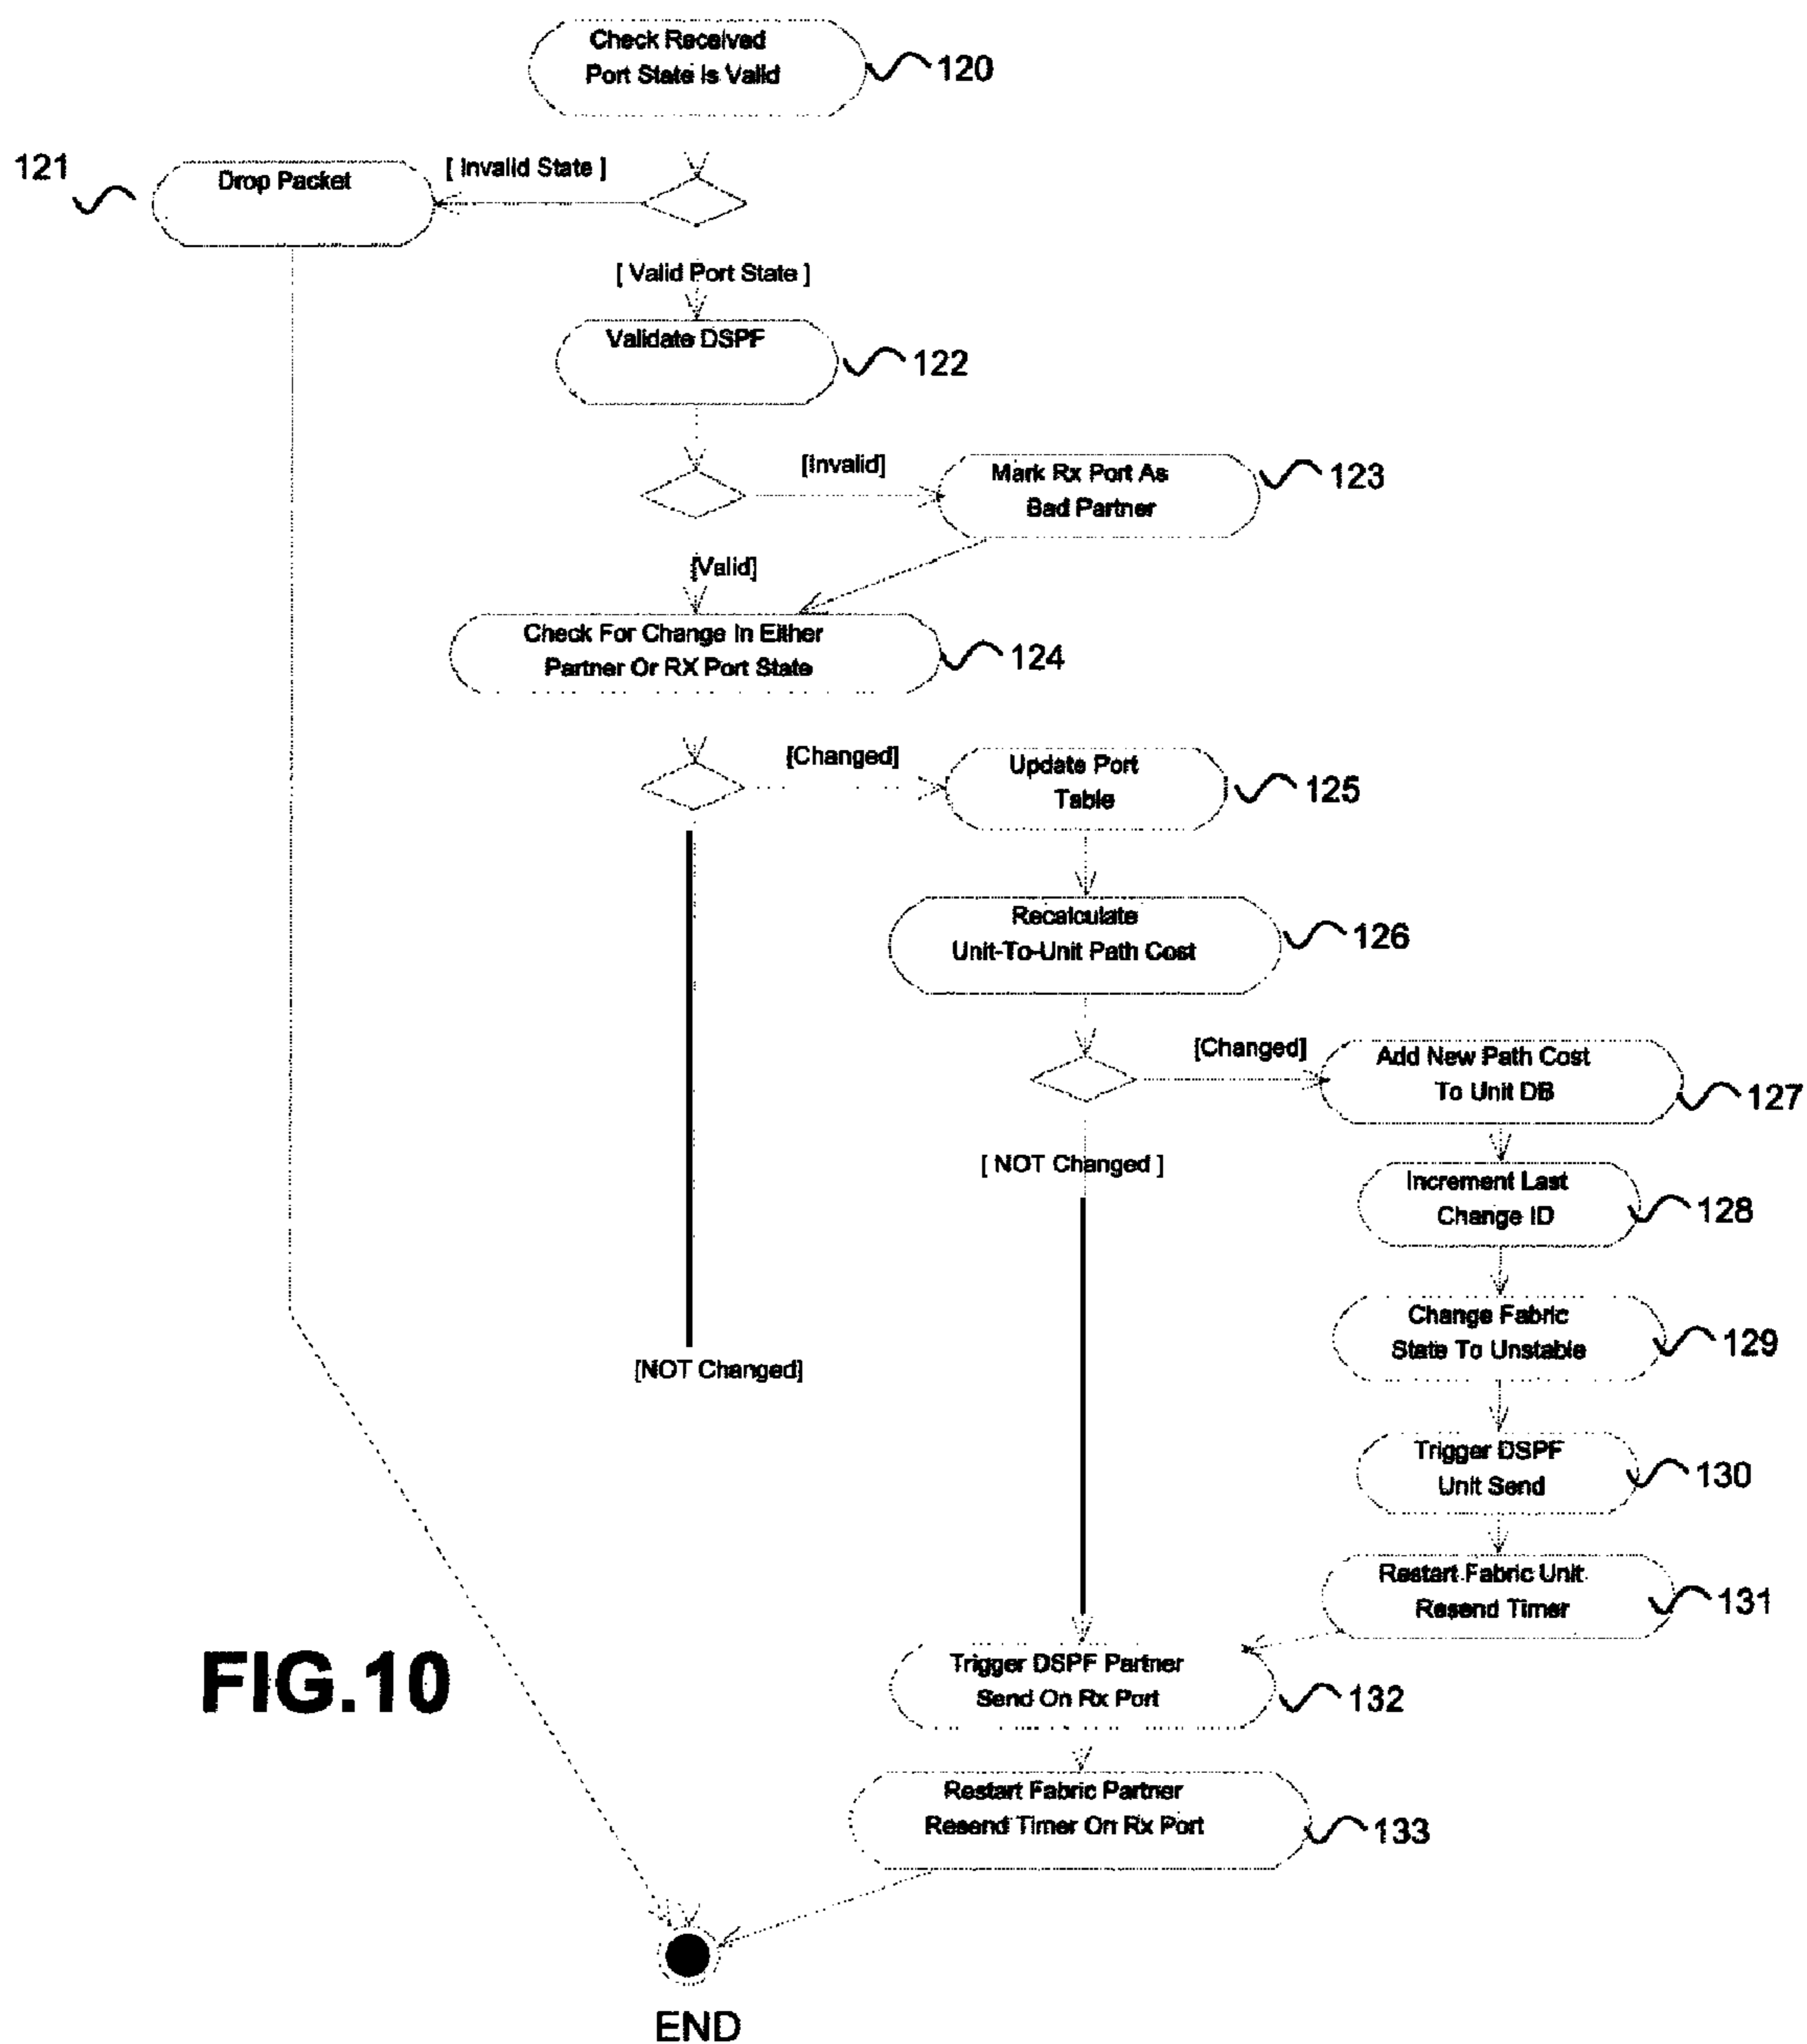 Check Received
Port State Is Valid
120
121
Drop Packet
[ Invalid State ]
[ Valid Port State ]
Validate DSPF
122
[Invalid]
Mark Rx Port As
Bad Partner
123
[Valid]
Check For Change In Either
Partner Or RX Port State
124
[Changed]
Update Port
Table
125
Recalculate
Unit-To-Unit Path Cost
126
[Changed]
Add New Path Cost
To Unit DB
127
[ NOT Changed ]
Increment Last
Change ID
128
Change Fabric
State To Unstable
129
[NOT Changed]
Trigger DSPF
Unit Send
130
Restart Fabric Unit
Resend Timer
131
FIG.10
Trigger DSPF Partner
Send On Rx Port
132
Restart Fabric Partner
Resend Timer On Rx Port
133
END